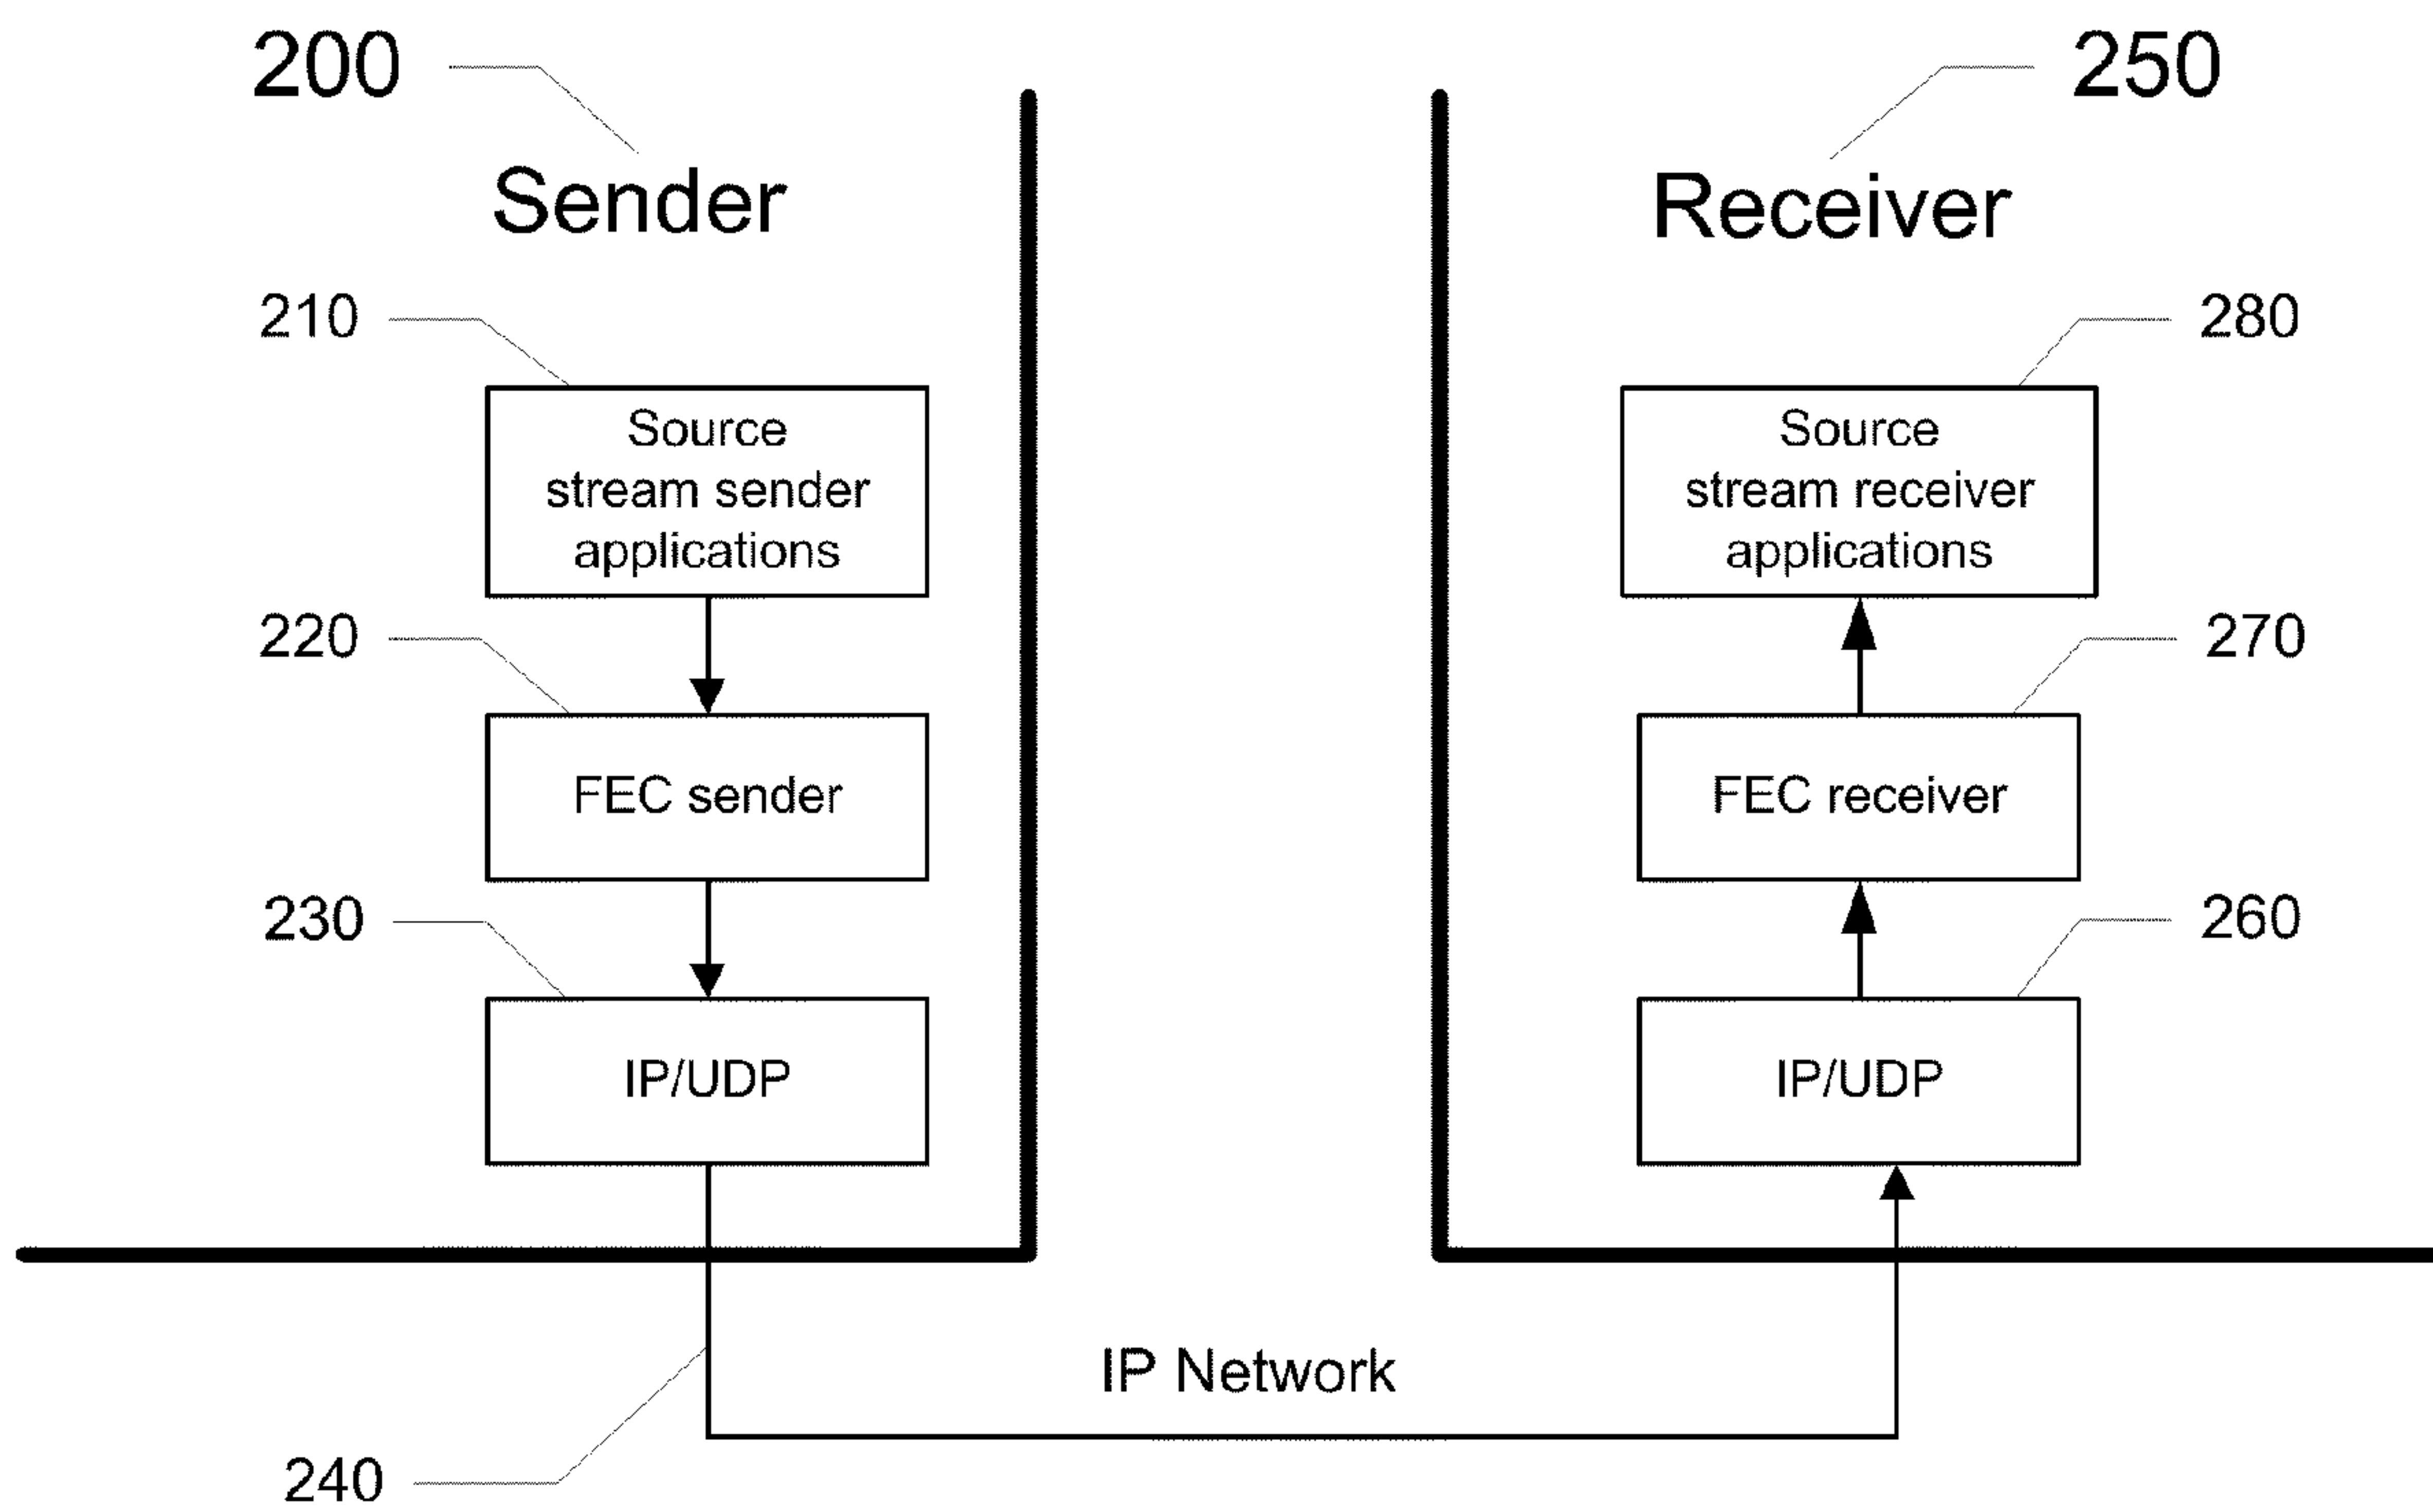 200
250
Sender
Receiver
210
280
Source
stream sender
applications
Source
stream receiver
applications
220
270
FEC sender
FEC receiver
230
260
IP/UDP
IP/UDP
IP Network
240